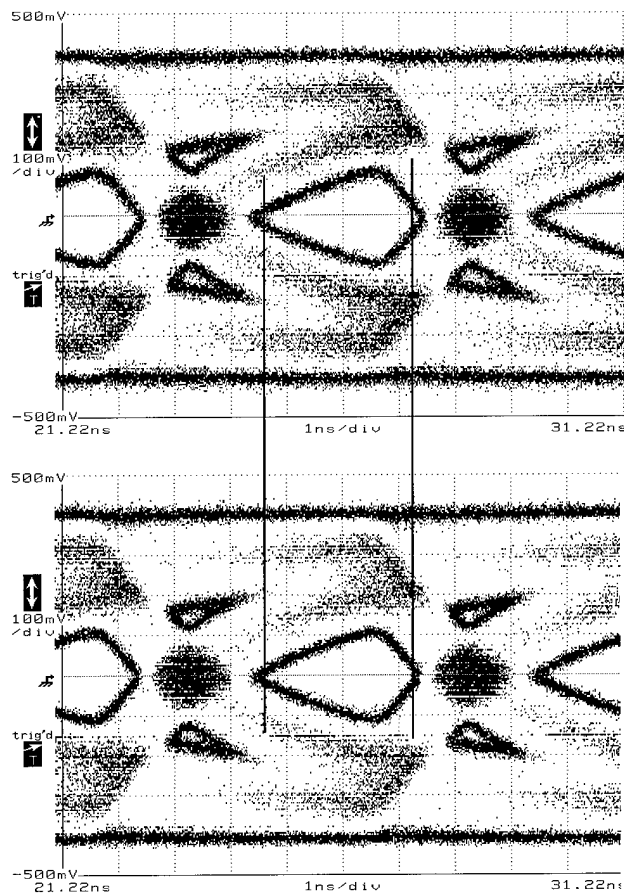 500mV
100mV
/div
trig'd
T
-500mV
21.22ns 1ns/div 31.22ns
500mV
100mV
/div
trig'd
T
-500mV
21.22ns 1ns/div 31.22ns